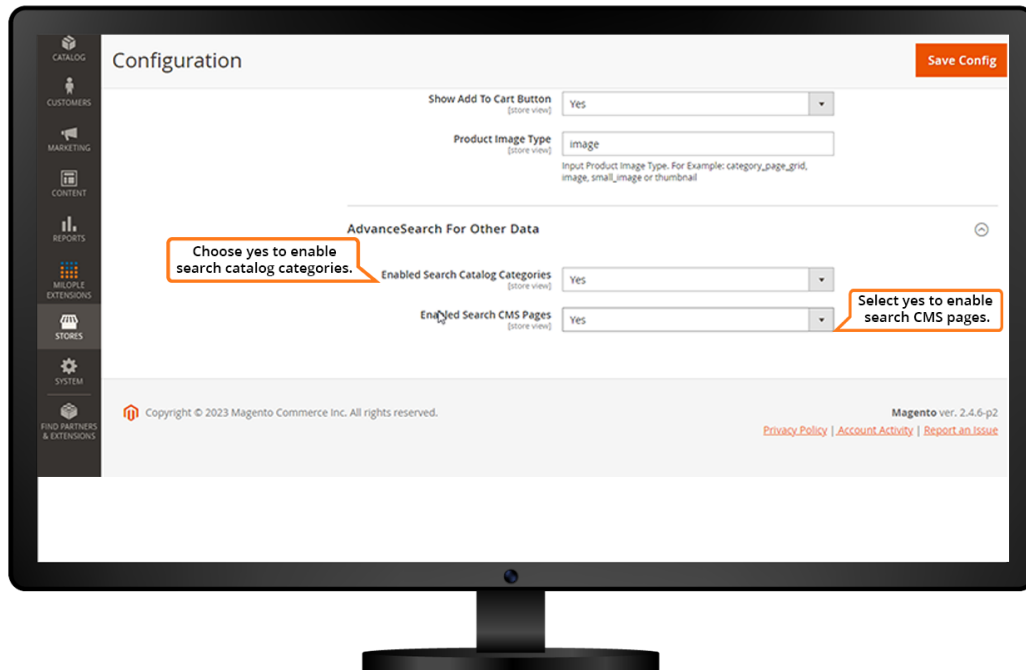 CATALOG
CUSTOMERS
MARKETING
CONTENT
REPORTS
MILOPLE
EXTENSIONS
STORES
SYSTEM
FIND PARTNERS
& EXTENSIONS
Configuration
Save Config
Show Add To Cart Button
[store view]
Yes
Product Image Type
[store view]
image
Input Product Image Type. For Example: category_page_grid,
image, small_image or thumbnail
AdvanceSearch For Other Data
Choose yes to enable
search catalog categories.
Enabled Search Catalog Categories
[store view]
Yes
Enabled Search CMS Pages
[store view]
Yes
Select yes to enable
search CMS pages.
Copyright © 2023 Magento Commerce Inc. All rights reserved.
Magento ver. 2.4.6-p2
Privacy Policy | Account Activity | Report an Issue